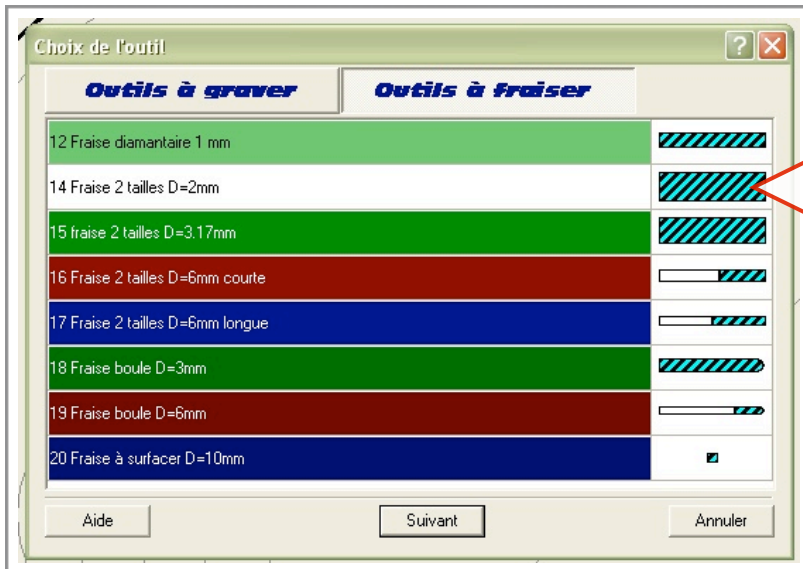 Choix de l'outil
Outils à graver
Outils à fraiser
12 Fraise diamantaire 1 mm
14 Fraise 2 tailles D=2mm
15 fraise 2 tailles D=3.17mm
16 Fraise 2 tailles D=6mm courte
17 Fraise 2 tailles D=6mm longue
18 Fraise boule D=3mm
19 Fraise boule D=6mm
20 Fraise à surfacer D=10mm
Aide
Suivant
Annuler